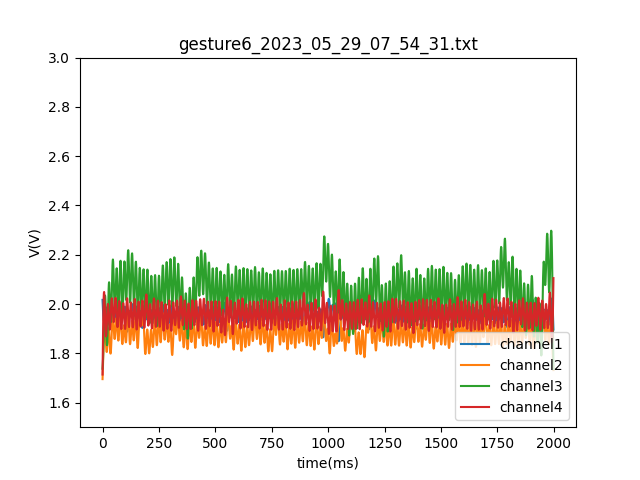 gesture6_2023_05_29_07_54_31.txt
3.0
2.8
2.6
2.4
2.2
2.0
1.8
1.6
V(V)
channel1
channel2
channel3
channel4
0 250 500 750 1000 1250 1500 1750 2000
time(ms)